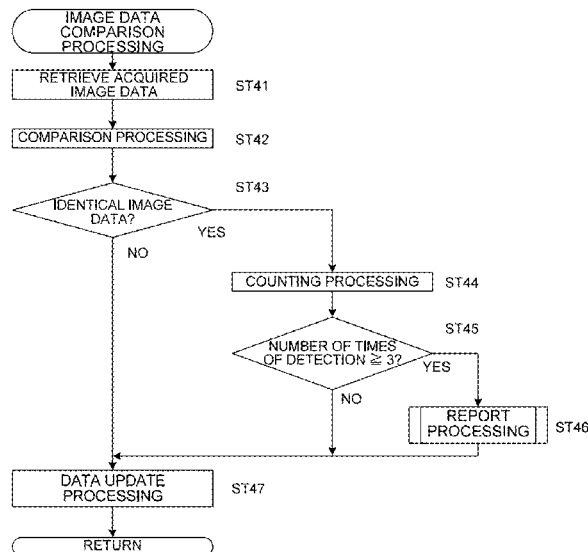 IMAGE DATA
COMPARISON
PROCESSING
RETRIEVE ACQUIRED
IMAGE DATA
ST41
COMPARISON PROCESSING
ST42
ST43
IDENTICAL IMAGE
DATA?
YES
NO
COUNTING PROCESSING
ST44
ST45
NUMBER OF TIMES
OF DETECTION ≧ 3?
YES
NO
REPORT
PROCESSING
ST46
DATA UPDATE
PROCESSING
ST47
RETURN